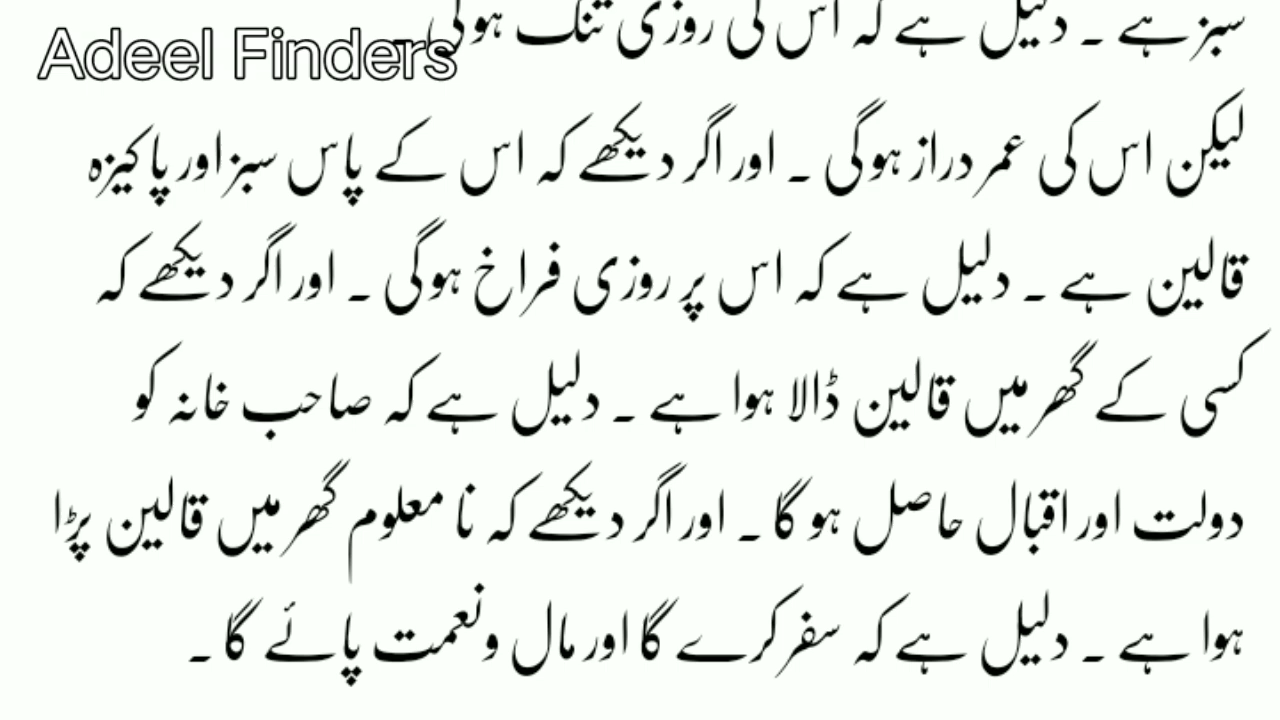 سبز ہے ۔ دلیل ہے کہ اس کی روزی تنگ ہوگی
Adeel Finders
لیکن اس کی عمر دراز ہوگی ۔ اور اگر دیکھے کہ اس کے پاس سبز اور پاکیزہ
قالین ہے ۔ دلیل ہے کہ اس پر روزی فراخ ہوگی ۔ اور اگر دیکھے کہ
کسی کے گھر میں قالین ڈالا ہوا ہے ۔ دلیل ہے کہ صاحب خانہ کو
دولت اور اقبال حاصل ہو گا ۔ اور اگر دیکھے کہ نا معلوم گھر میں قالین پڑا
ہوا ہے ۔ دلیل ہے کہ سفر کرے گا اور مال ونعمت پائے گا ۔